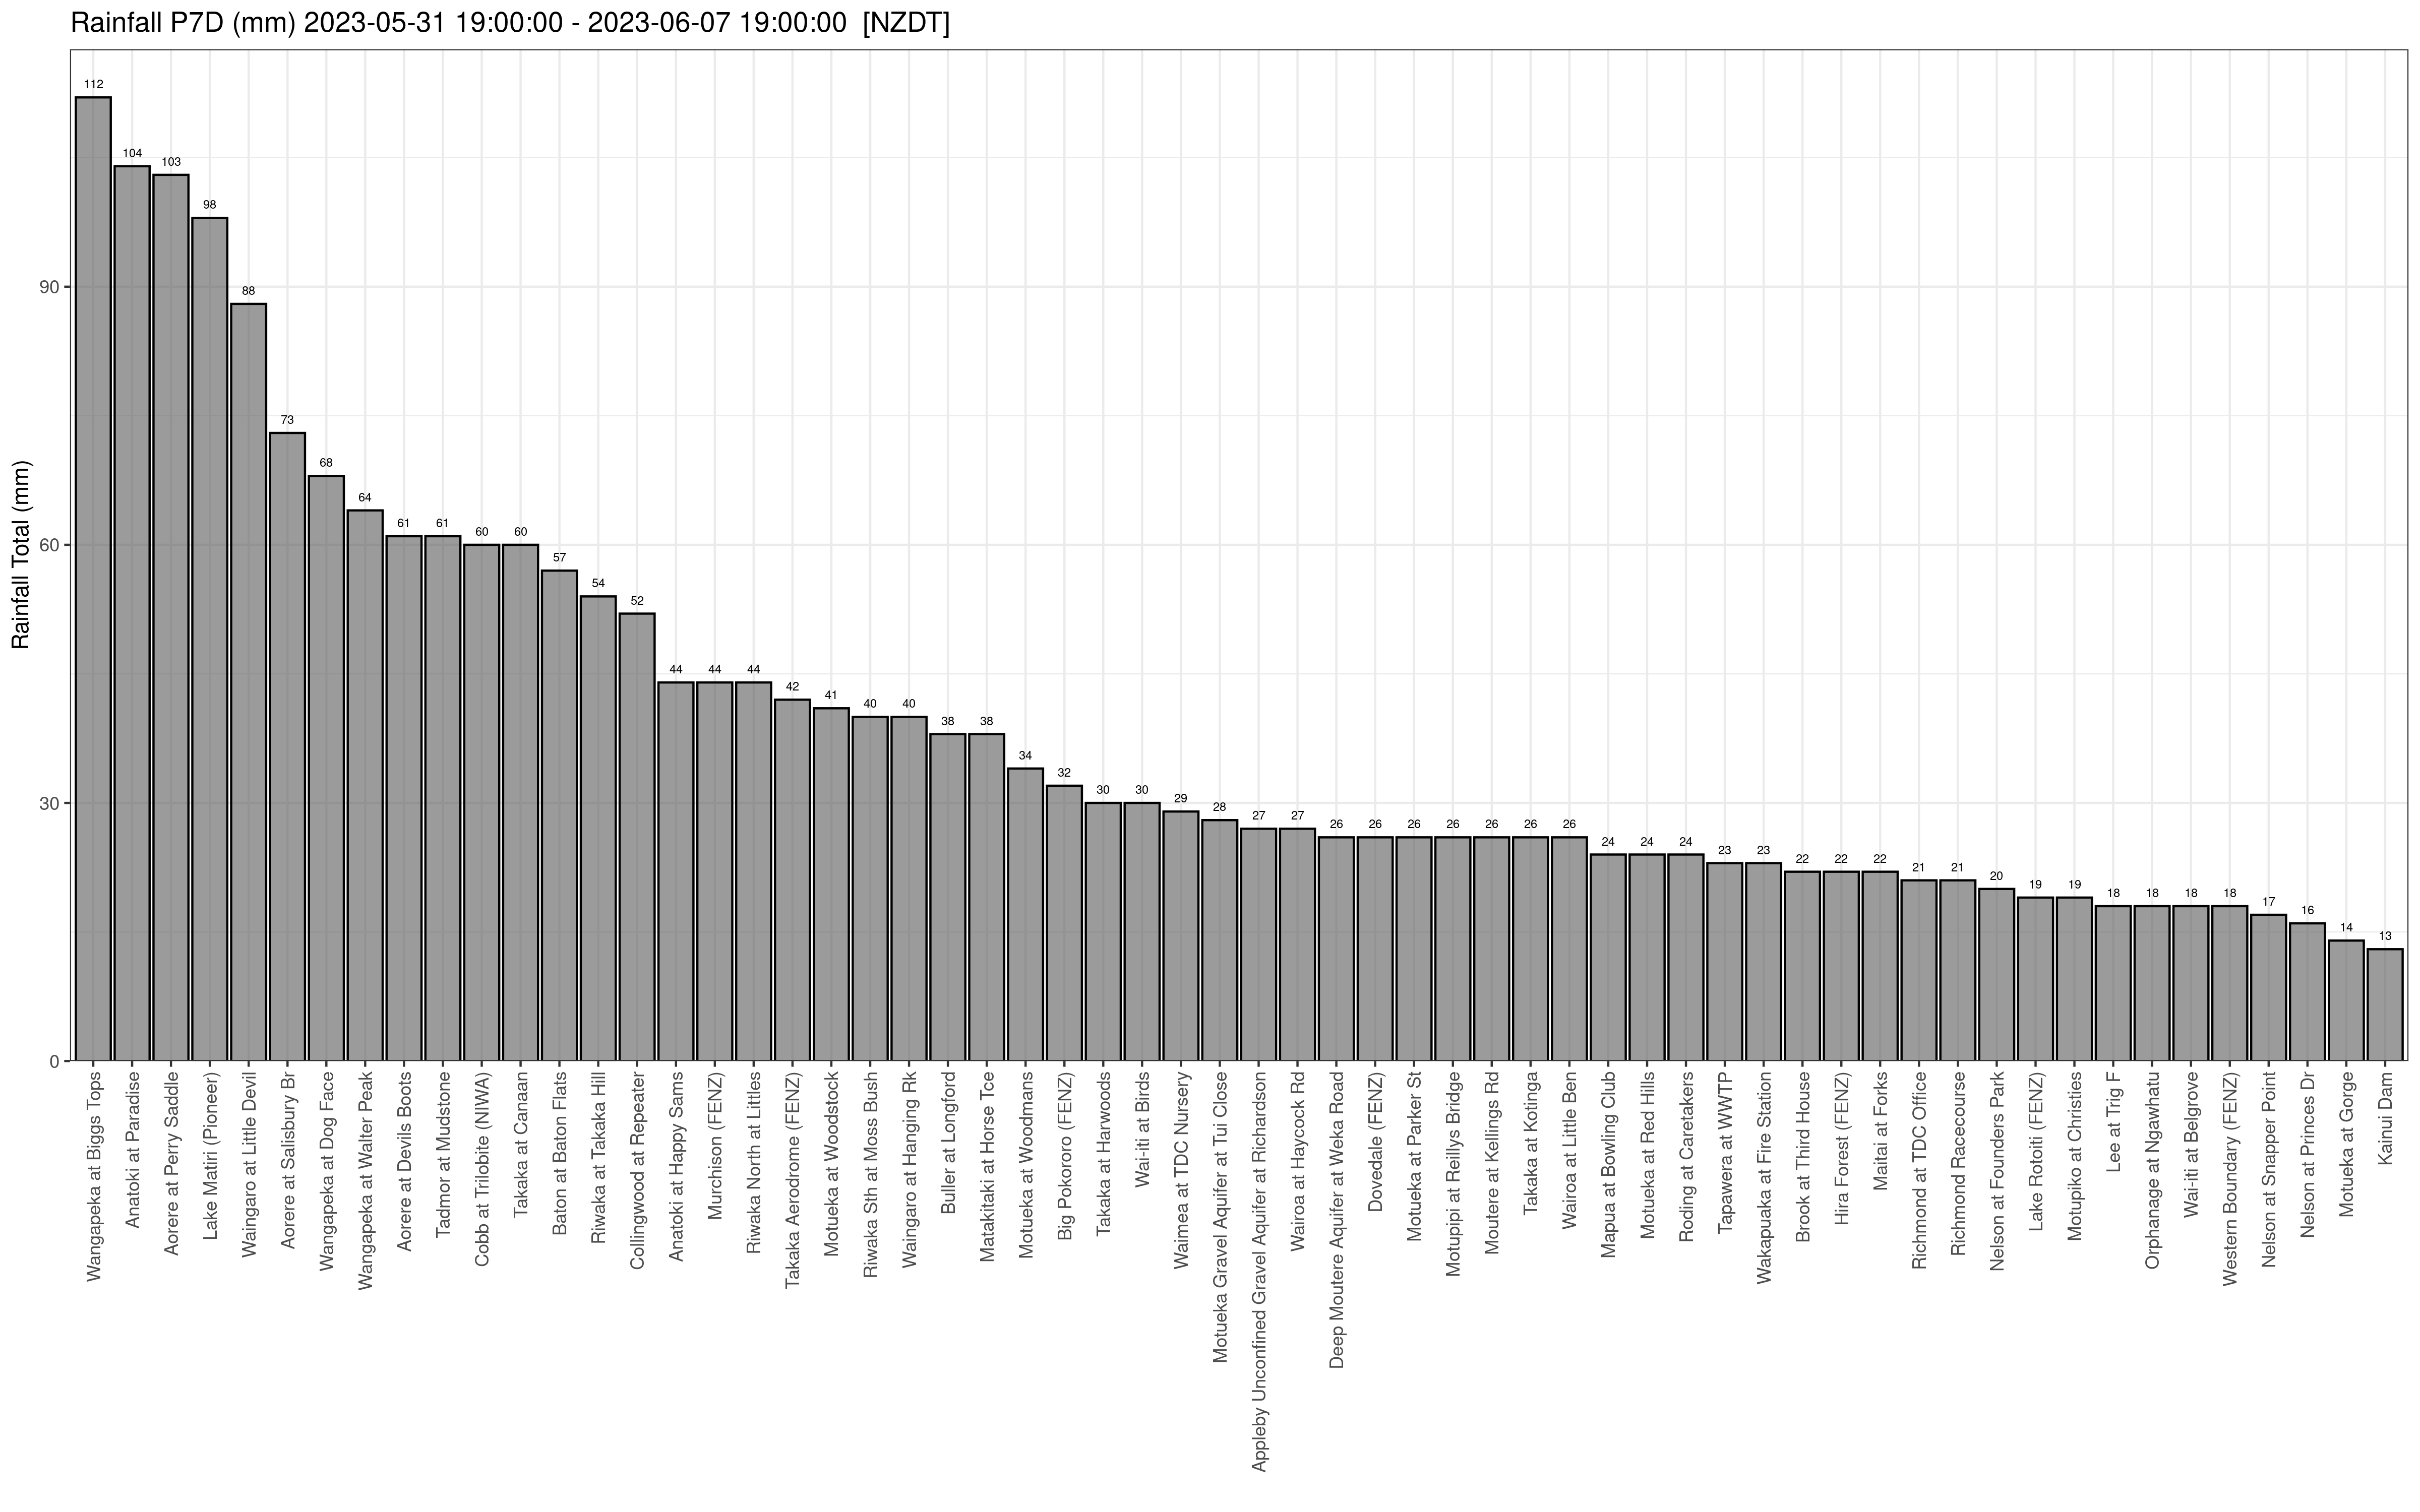 Rainfall P7D (mm) 2023-05-31 19:00:00 - 2023-06-07 19:00:00 [NZDT]
Rainfall Total (mm)
90
60
30
0
112
104
103
98
88
73
68
64
61
61
60
60
57
54
52
44
44
44
42
41
40
40
38
38
34
32
30
30
29
28
27
27
26
26
26
26
26
26
26
24
24
24
23
23
22
22
22
21
21
20
19
19
18
18
18
18
17
16
14
13
Wangapeka at Biggs Tops
Anatoki at Paradise
Aorere at Perry Saddle
Lake Matiri (Pioneer)
Waingaro at Little Devil
Aorere at Salisbury Br
Wangapeka at Dog Face
Wangapeka at Walter Peak
Aorere at Devils Boots
Tadmor at Mudstone
Cobb at Trilobite (NIWA)
Takaka at Canaan
Baton at Baton Flats
Riwaka at Takaka Hill
Collingwood at Repeater
Anatoki at Happy Sams
Murchison (FENZ)
Riwaka North at Littles
Takaka Aerodrome (FENZ)
Motueka at Woodstock
Riwaka Sth at Moss Bush
Waingaro at Hanging Rk
Buller at Longford
Matakitaki at Horse Tce
Motueka at Woodmans
Big Pokororo (FENZ)
Takaka at Harwoods
Wai-iti at Birds
Waimea at TDC Nursery
Motueka Gravel Aquifer at Tui Close
Appleby Unconfined Gravel Aquifer at Richardson
Wairoa at Haycock Rd
Deep Moutere Aquifer at Weka Road
Dovedale (FENZ)
Motueka at Parker St
Motupipi at Reillys Bridge
Moutere at Kellings Rd
Takaka at Kotinga
Wairoa at Little Ben
Mapua at Bowling Club
Motueka at Red Hills
Roding at Caretakers
Tapawera at WWTP
Wakapuaka at Fire Station
Brook at Third House
Hira Forest (FENZ)
Maitai at Forks
Richmond at TDC Office
Richmond Racecourse
Nelson at Founders Park
Lake Rotoiti (FENZ)
Motupiko at Christies
Lee at Trig F
Orphanage at Ngawhatu
Wai-iti at Belgrove
Western Boundary (FENZ)
Nelson at Snapper Point
Nelson at Princes Dr
Motueka at Gorge
Kainui Dam